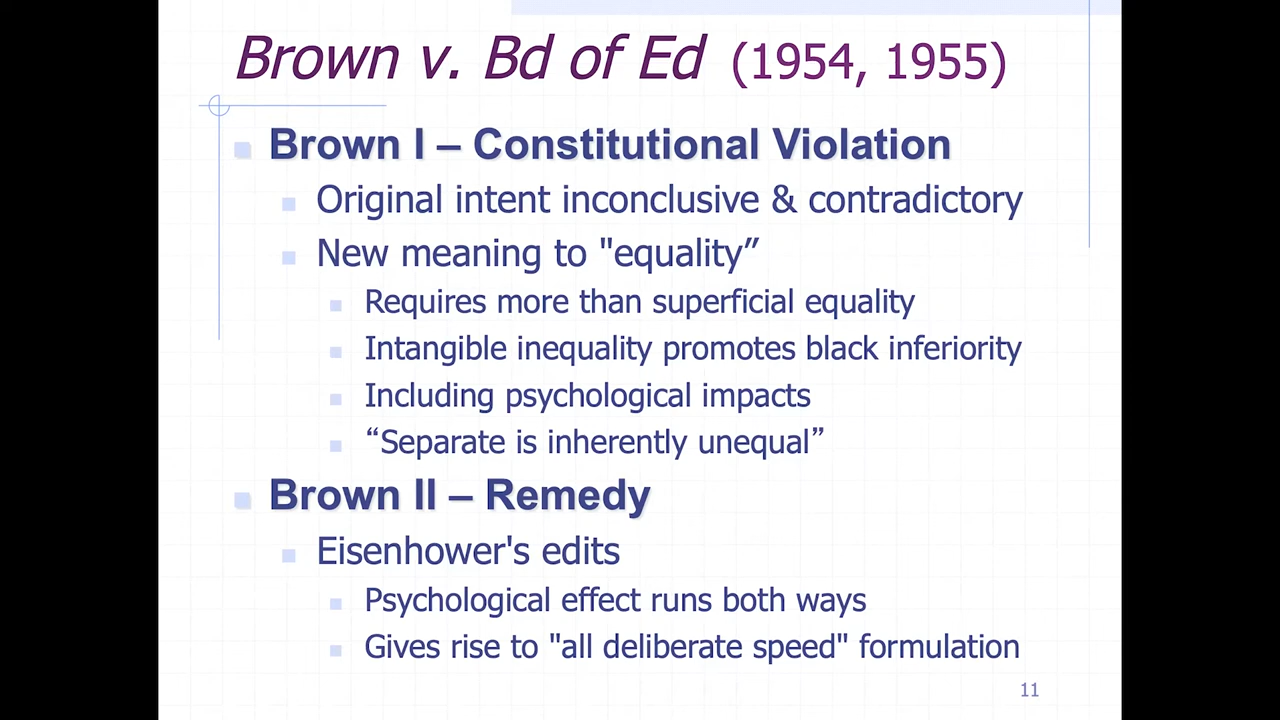 Brown v. Bd of Ed (1954, 1955)
Brown I – Constitutional Violation
Original intent inconclusive & contradictory
New meaning to "equality”
Requires more than superficial equality
Intangible inequality promotes black inferiority
Including psychological impacts
“Separate is inherently unequal”
Brown II – Remedy
Eisenhower's edits
Psychological effect runs both ways
Gives rise to "all deliberate speed" formulation
11